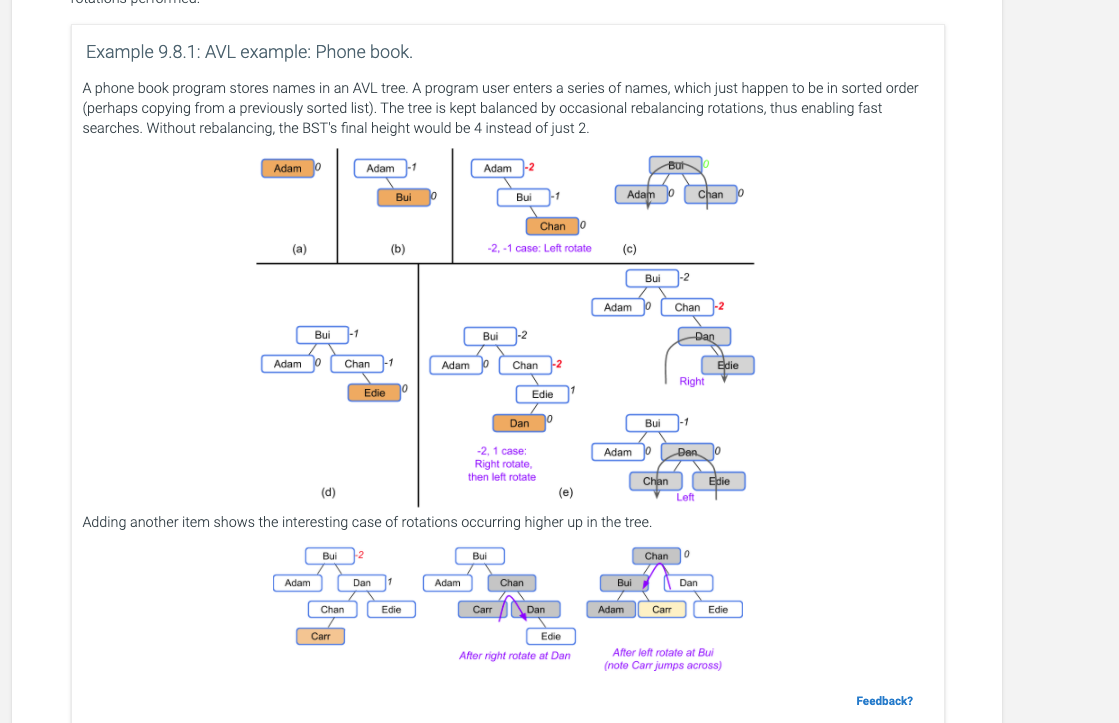 rotations performed.
Example 9.8.1: AVL example: Phone book.
A phone book program stores names in an AVL tree. A program user enters a series of names, which just happen to be in sorted order
(perhaps copying from a previously sorted list). The tree is kept balanced by occasional rebalancing rotations, thus enabling fast
searches. Without rebalancing, the BST's final height would be 4 instead of just 2.
Adam 0
(a)
Adam -1
Bui 0
(b)
Adam -2
Bui -1
Chan 0
-2, -1 case: Left rotate
Bui 0
Adam 0 Chan 0
(c)
Bui -1
Adam 0 Chan -1
Edie 0
(d)
Bui -2
Adam 0 Chan -2
Edie 1
Dan 0
-2, 1 case:
Right rotate,
then left rotate
(e)
Bui -2
Adam 0 Chan -2
Dan
Edie
Right
Bui -1
Adam 0 Dan 0
Chan Edie
Left
Adding another item shows the interesting case of rotations occurring higher up in the tree.
Bui -2
Adam Dan 1
Chan Edie
Carr
Bui
Adam Chan
Carr Dan
Edie
After right rotate at Dan
Chan 0
Bui Dan
Adam Carr Edie
After left rotate at Bui
(note Carr jumps across)
Feedback?